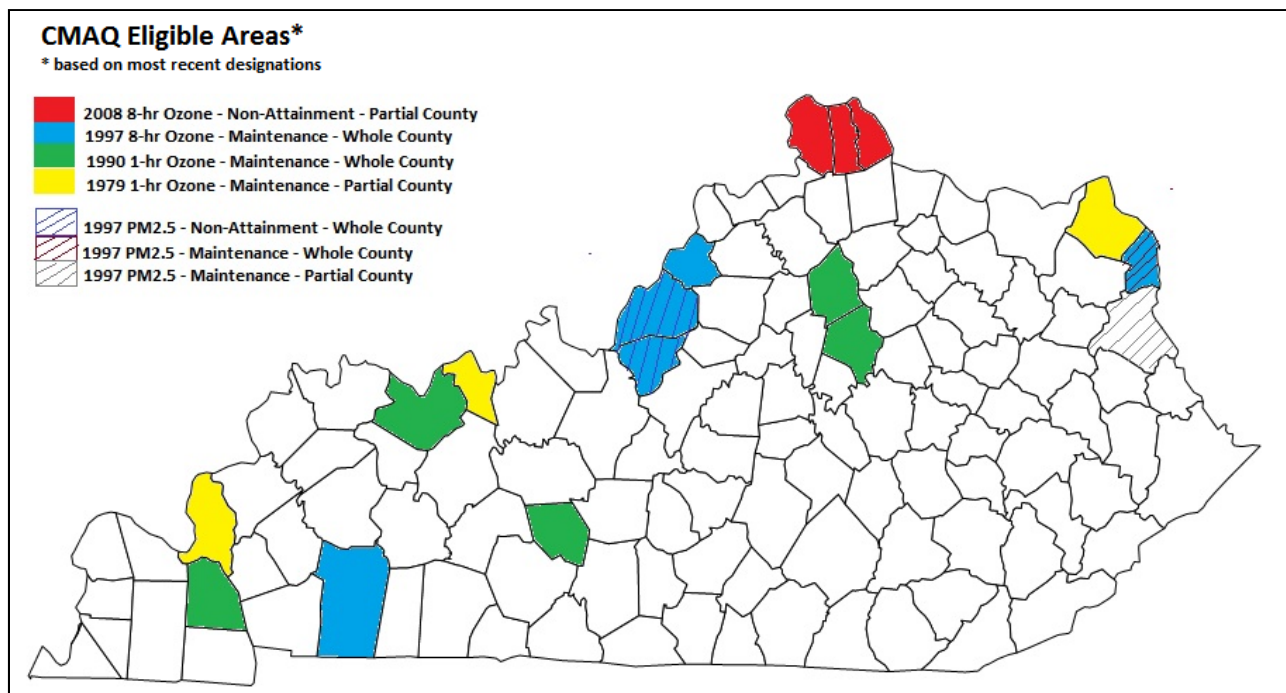 CMAQ Eligible Areas*
* based on most recent designations
2008 8-hr Ozone - Non-Attainment - Partial County
1997 8-hr Ozone - Maintenance - Whole County
1990 1-hr Ozone - Maintenance - Whole County
1979 1-hr Ozone - Maintenance - Partial County
1997 PM2.5 - Non-Attainment - Whole County
1997 PM2.5 - Maintenance - Whole County
1997 PM2.5 - Maintenance - Partial County